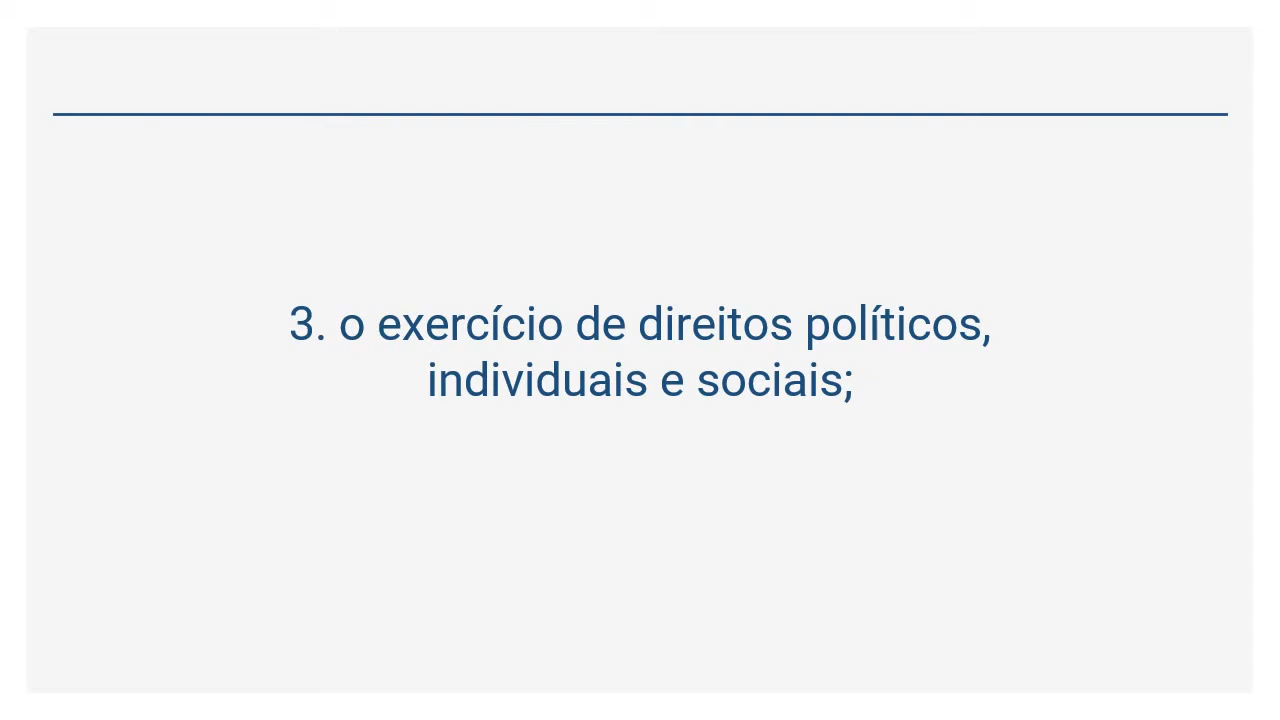 3. o exercício de direitos políticos,
individuais e sociais;